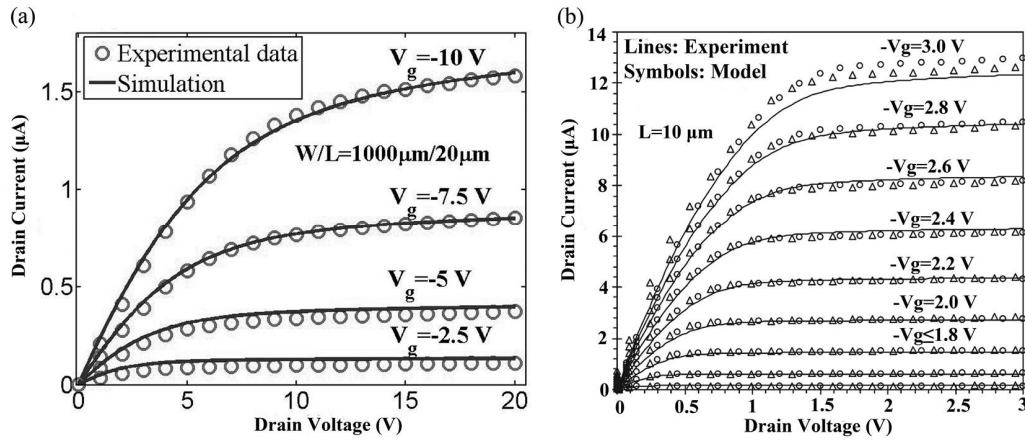 (a)
Experimental data
Simulation
V g=-10 V
W/L=1000μm/20μm
V g=-7.5 V
V g=-5 V
V g=-2.5 V
1.5
1
0.5
0
0 5 10 15 20
Drain Current (μA)
Drain Voltage (V)
(b)
Lines: Experiment
Symbols: Model
-Vg=3.0 V
L=10 μm
-Vg=2.8 V
-Vg=2.6 V
-Vg=2.4 V
-Vg=2.2 V
-Vg=2.0 V
-Vg≤1.8 V
14
12
10
8
6
4
2
0
0 0.5 1 1.5 2 2.5 3
Drain Current (μA)
Drain Voltage (V)